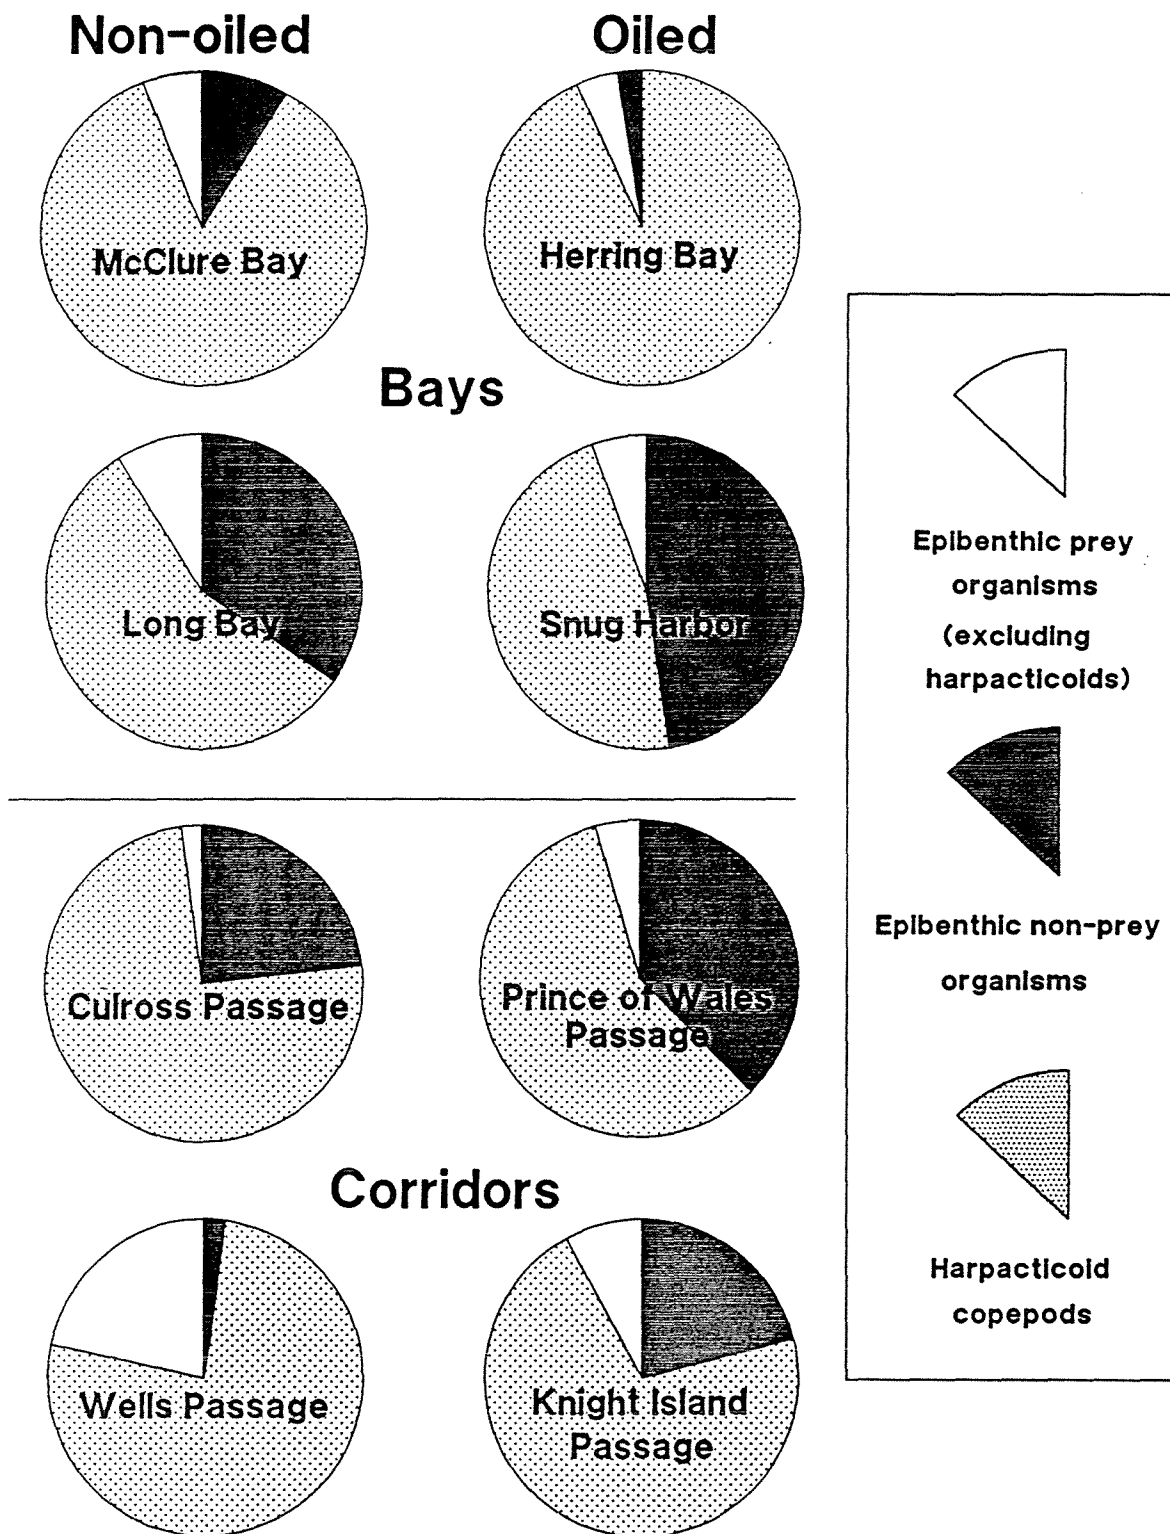 Non-oiled
Oiled
McClure Bay
Herring Bay
Bays
Long Bay
Snug Harbor
Culross Passage
Prince of Wales
Passage
Corridors
Wells Passage
Knight Island
Passage
Epibenthic prey
organisms
(excluding
harpacticoids)
Epibenthic non-prey
organisms
Harpacticoid
copepods